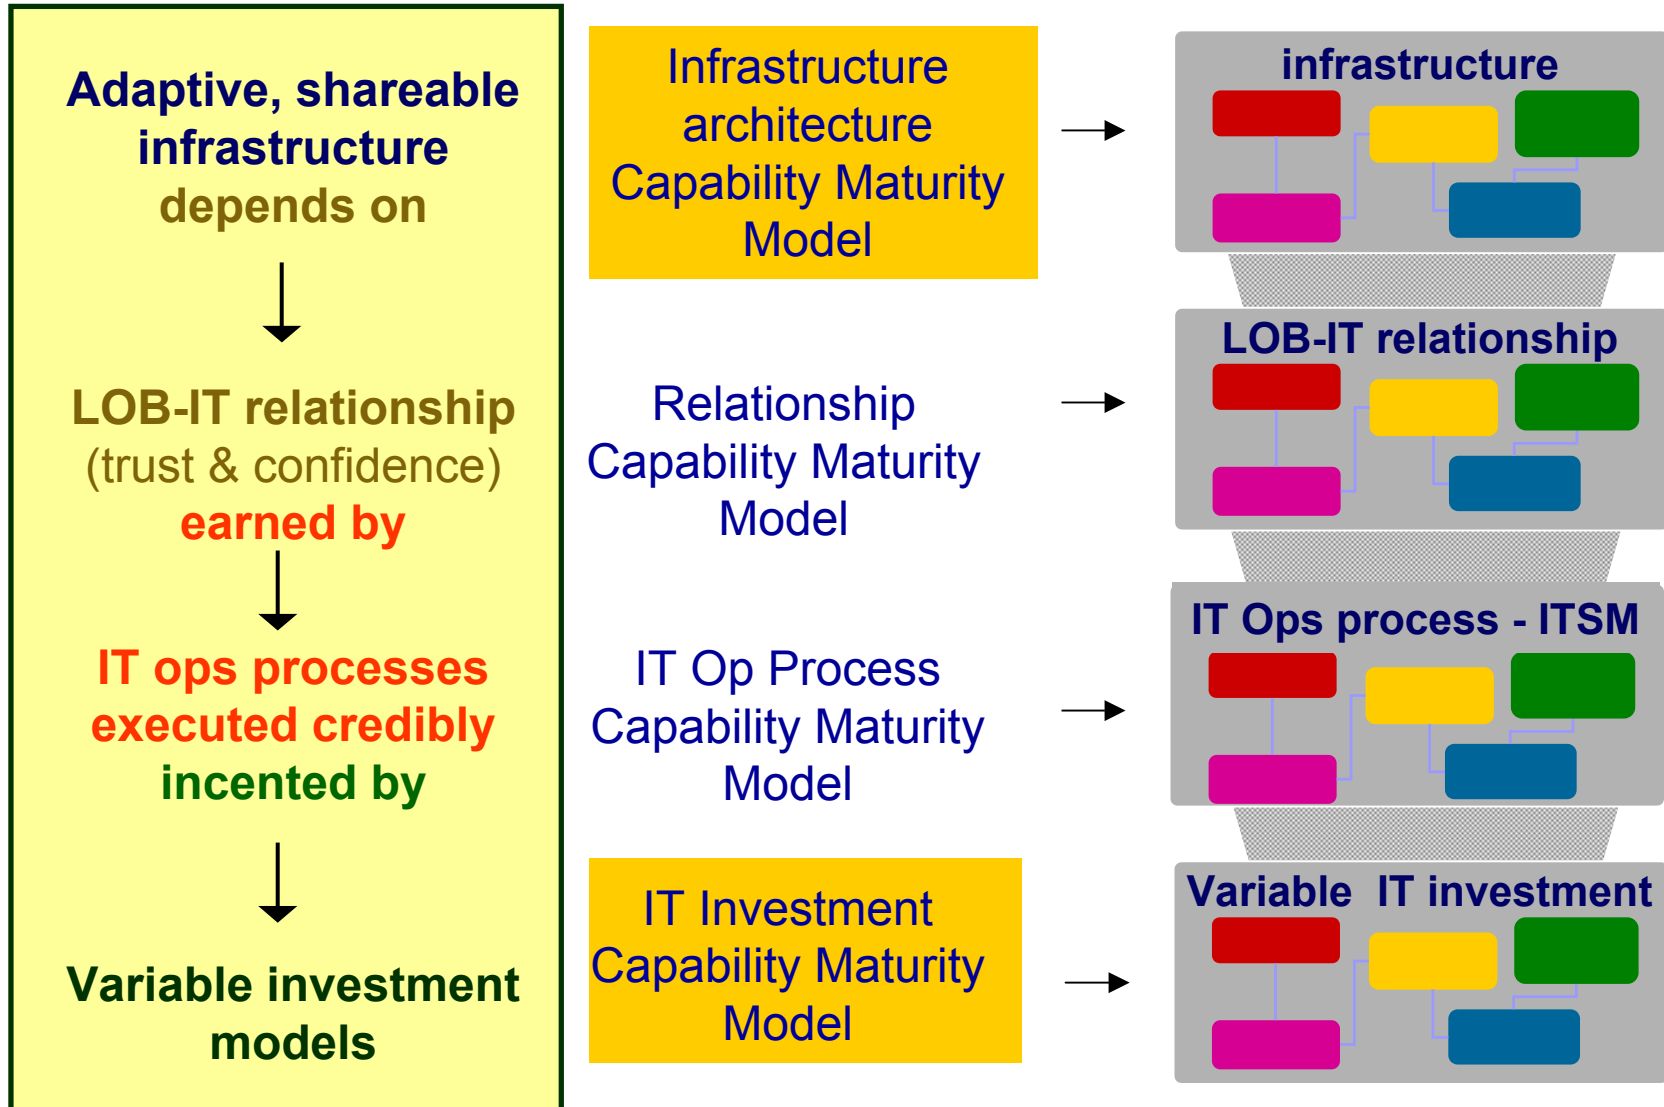 Adaptive, shareable
infrastructure
depends on
LOB-IT relationship
(trust & confidence)
earned by
IT ops processes
executed credibly
incented by
Variable investment
models
Infrastructure
architecture
Capability Maturity
Model
Relationship
Capability Maturity
Model
IT Op Process
Capability Maturity
Model
IT Investment
Capability Maturity
Model
infrastructure
LOB-IT relationship
IT Ops process - ITSM
Variable IT investment